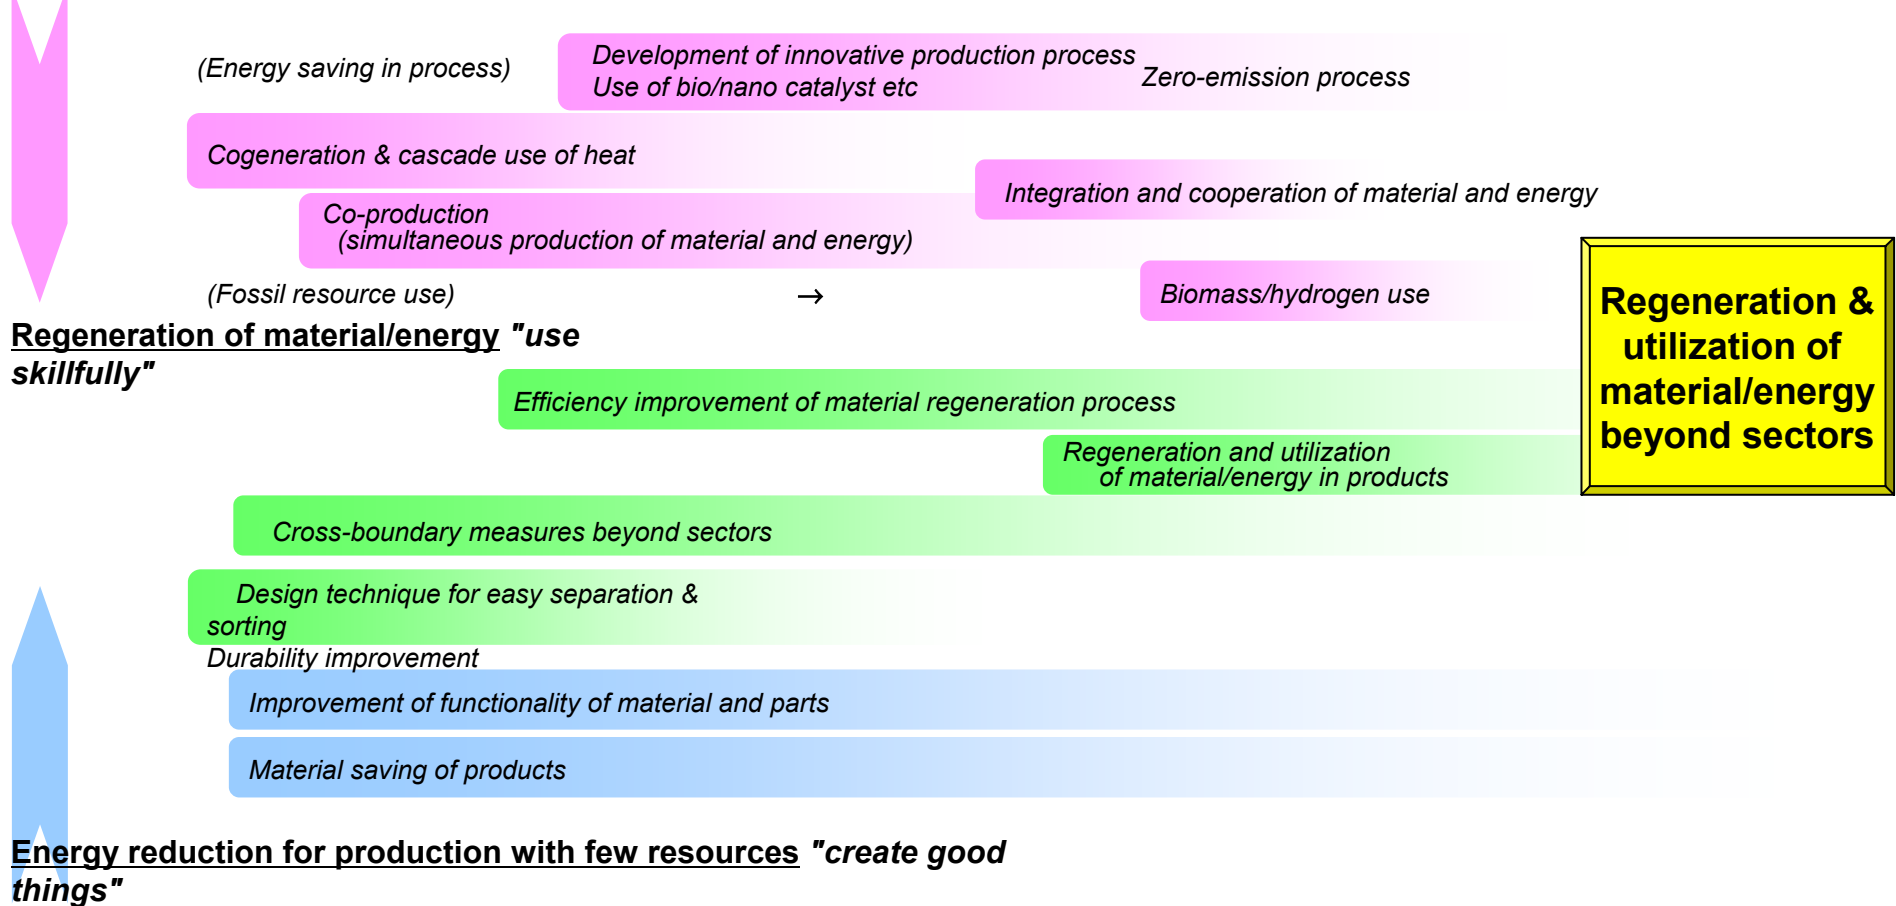 (Energy saving in process)
Development of innovative production process
Use of bio/nano catalyst etc
Zero-emission process
Cogeneration & cascade use of heat
Integration and cooperation of material and energy
Co-production
(simultaneous production of material and energy)
(Fossil resource use)
→
Biomass/hydrogen use
Regeneration &
utilization of
material/energy
beyond sectors
Regeneration of material/energy "use
skillfully"
Efficiency improvement of material regeneration process
Regeneration and utilization
of material/energy in products
Cross-boundary measures beyond sectors
Design technique for easy separation &
sorting
Durability improvement
Improvement of functionality of material and parts
Material saving of products
Energy reduction for production with few resources "create good
things"